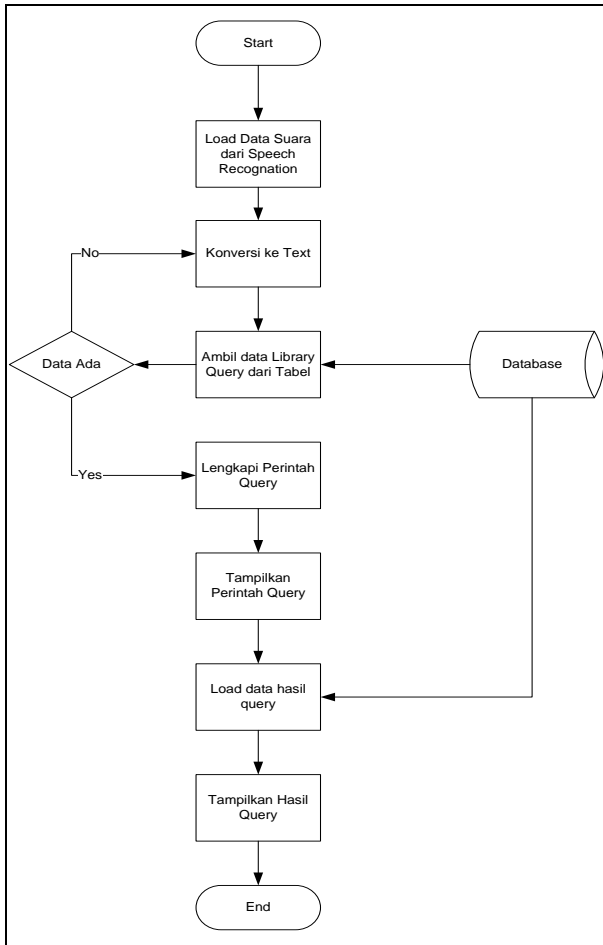 Start
Load Data Suara
dari Speech
Recognation
No
Konversi ke Text
Data Ada
Ambil data Library
Query dari Tabel
Database
Yes
Lengkapi Perintah
Query
Tampilkan
Perintah Query
Load data hasil
query
Tampilkan Hasil
Query
End